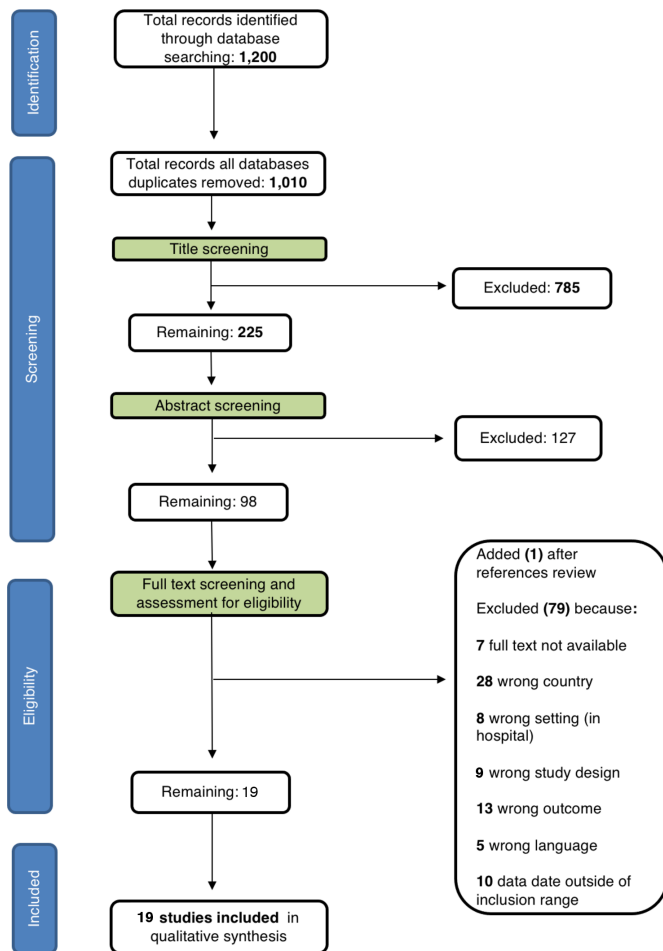 Identification
Total records identified
through database
searching: 1,200
Screening
Total records all databases
duplicates removed: 1,010
Title screening
Excluded: 785
Remaining: 225
Abstract screening
Excluded: 127
Remaining: 98
Eligibility
Full text screening and
assessment for eligibility
Added (1) after
references review
Excluded (79) because:
7 full text not available
28 wrong country
8 wrong setting (in
hospital)
9 wrong study design
13 wrong outcome
5 wrong language
10 data date outside of
inclusion range
Remaining: 19
Included
19 studies included in
qualitative synthesis